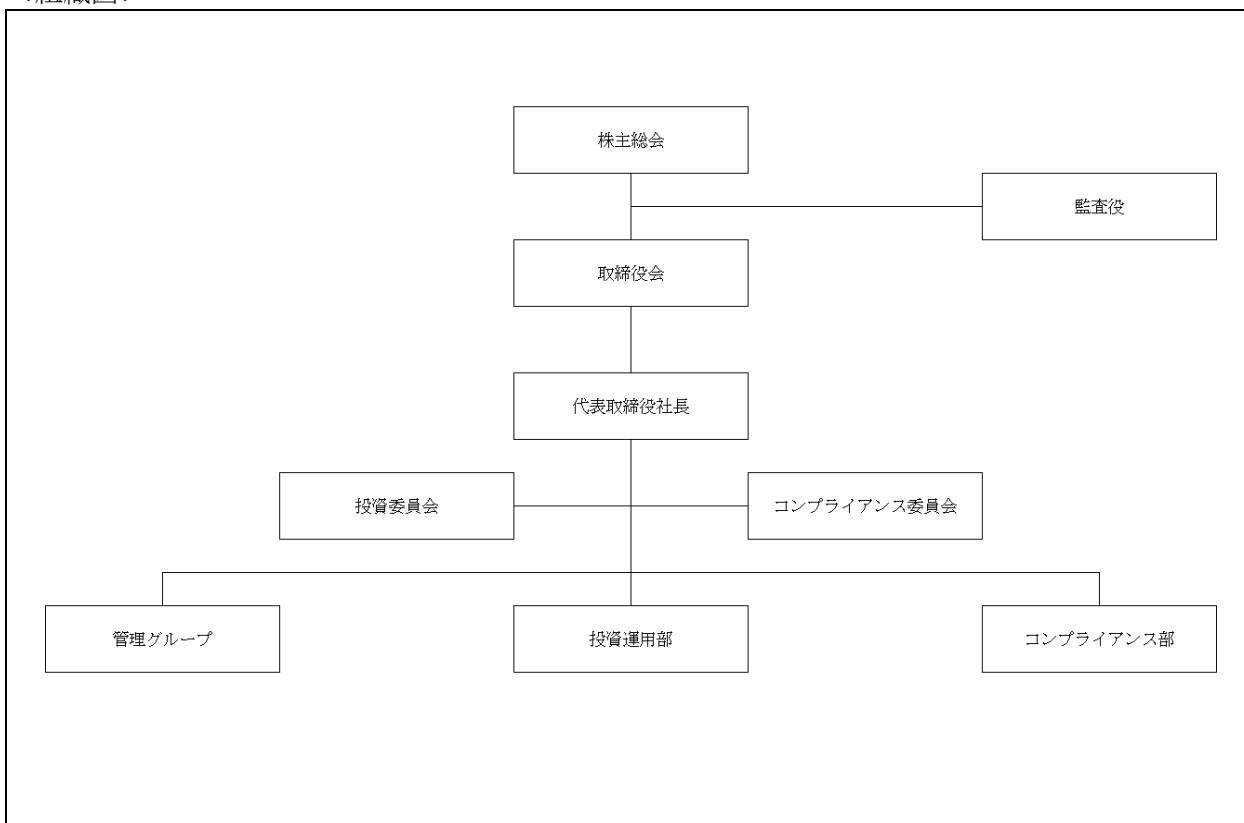 株主総会
監査役
取締役会
代表取締役社長
投資委員会
コンプライアンス委員会
管理グループ
投資運用部
コンプライアンス部